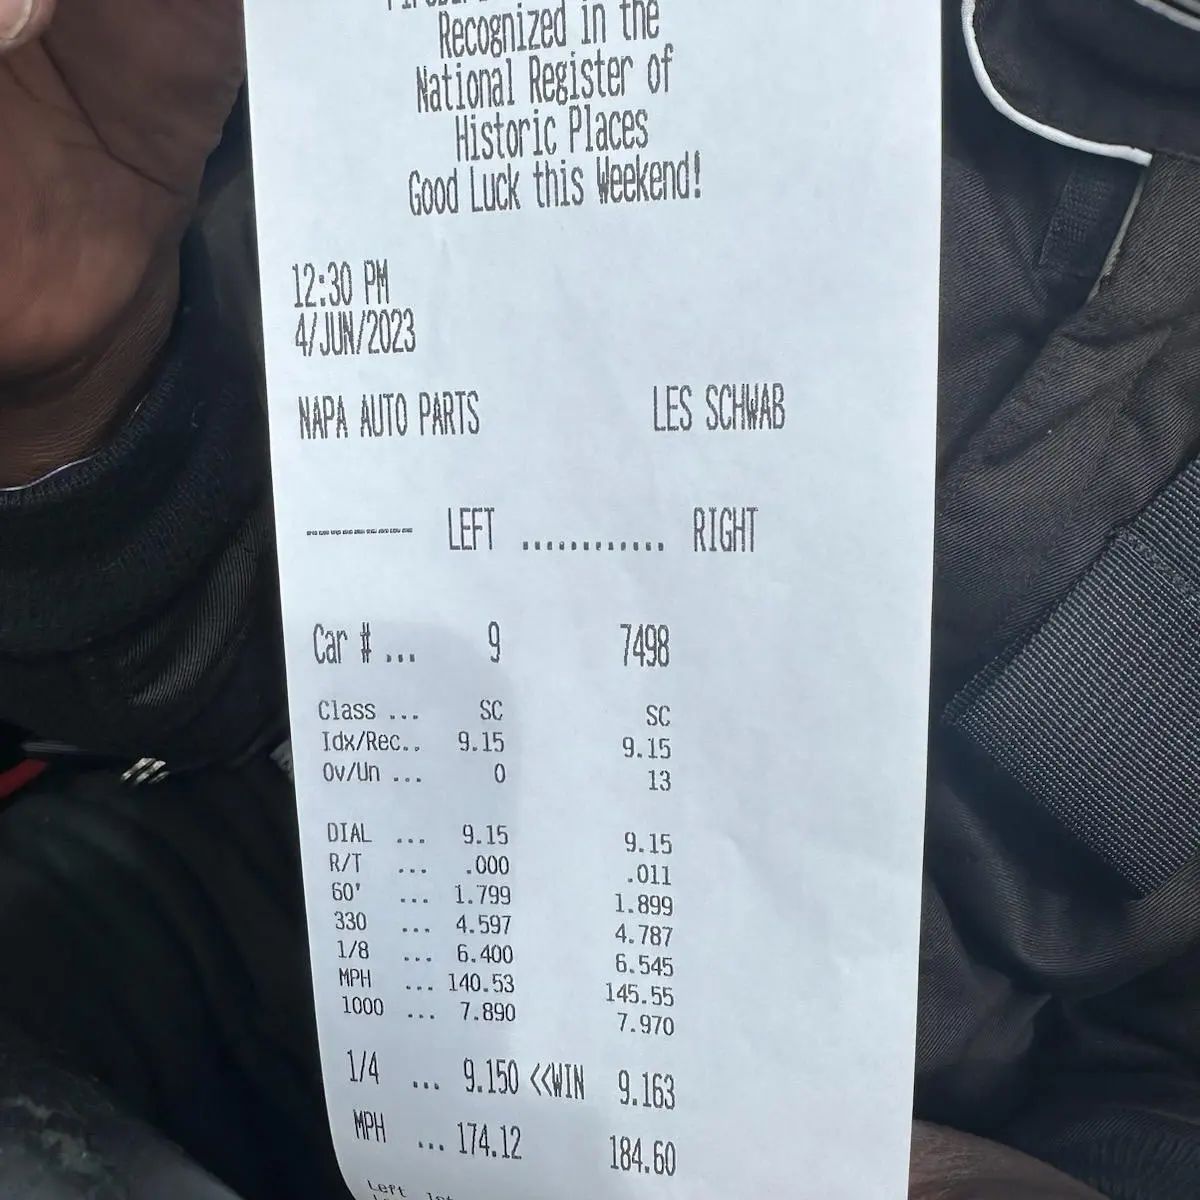 Recognized in the
National Register of
Historic Places
Good Luck this Weekend!
12:30 PM
4/JUN/2023
NAPA AUTO PARTS LES SCHWAB
--------- LEFT ............ RIGHT
Car # ... 9 7498
Class ... SC SC
Idx/Rec.. 9.15 9.15
Ov/Un ... 0 13
DIAL ... 9.15 9.15
R/T ... .000 .011
60' ... 1.799 1.899
330 ... 4.597 4.787
1/8 ... 6.400 6.545
MPH ... 140.53 145.55
1000 ... 7.890 7.970
1/4 ... 9.150 <<WIN 9.163
MPH ... 174.12 184.60
Left 1st